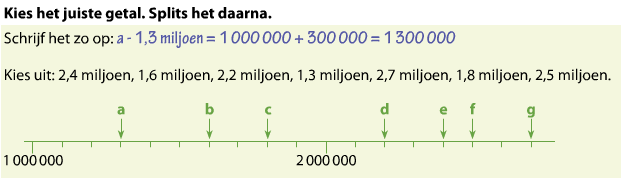 Kies het juiste getal. Splits het daarna.
Schrijf het zo op: a - 1,3 miljoen = 1 000 000 + 300 000 = 1 300 000
Kies uit: 2,4 miljoen, 1,6 miljoen, 2,2 miljoen, 1,3 miljoen, 2,7 miljoen, 1,8 miljoen, 2,5 miljoen.
a b c d e f g
1 000 000 2 000 000